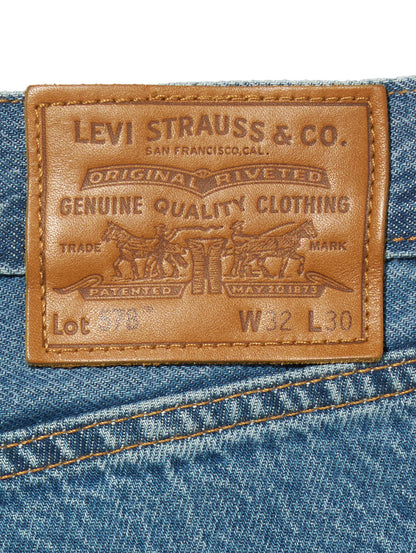 LEVI STRAUSS & CO.
SAN FRANCISCO, CAL.
ORIGINAL RIVETED
GENUINE QUALITY CLOTHING
TRADE MARK
PATENTED MAY 20 1873
Lot 578 W32 L30